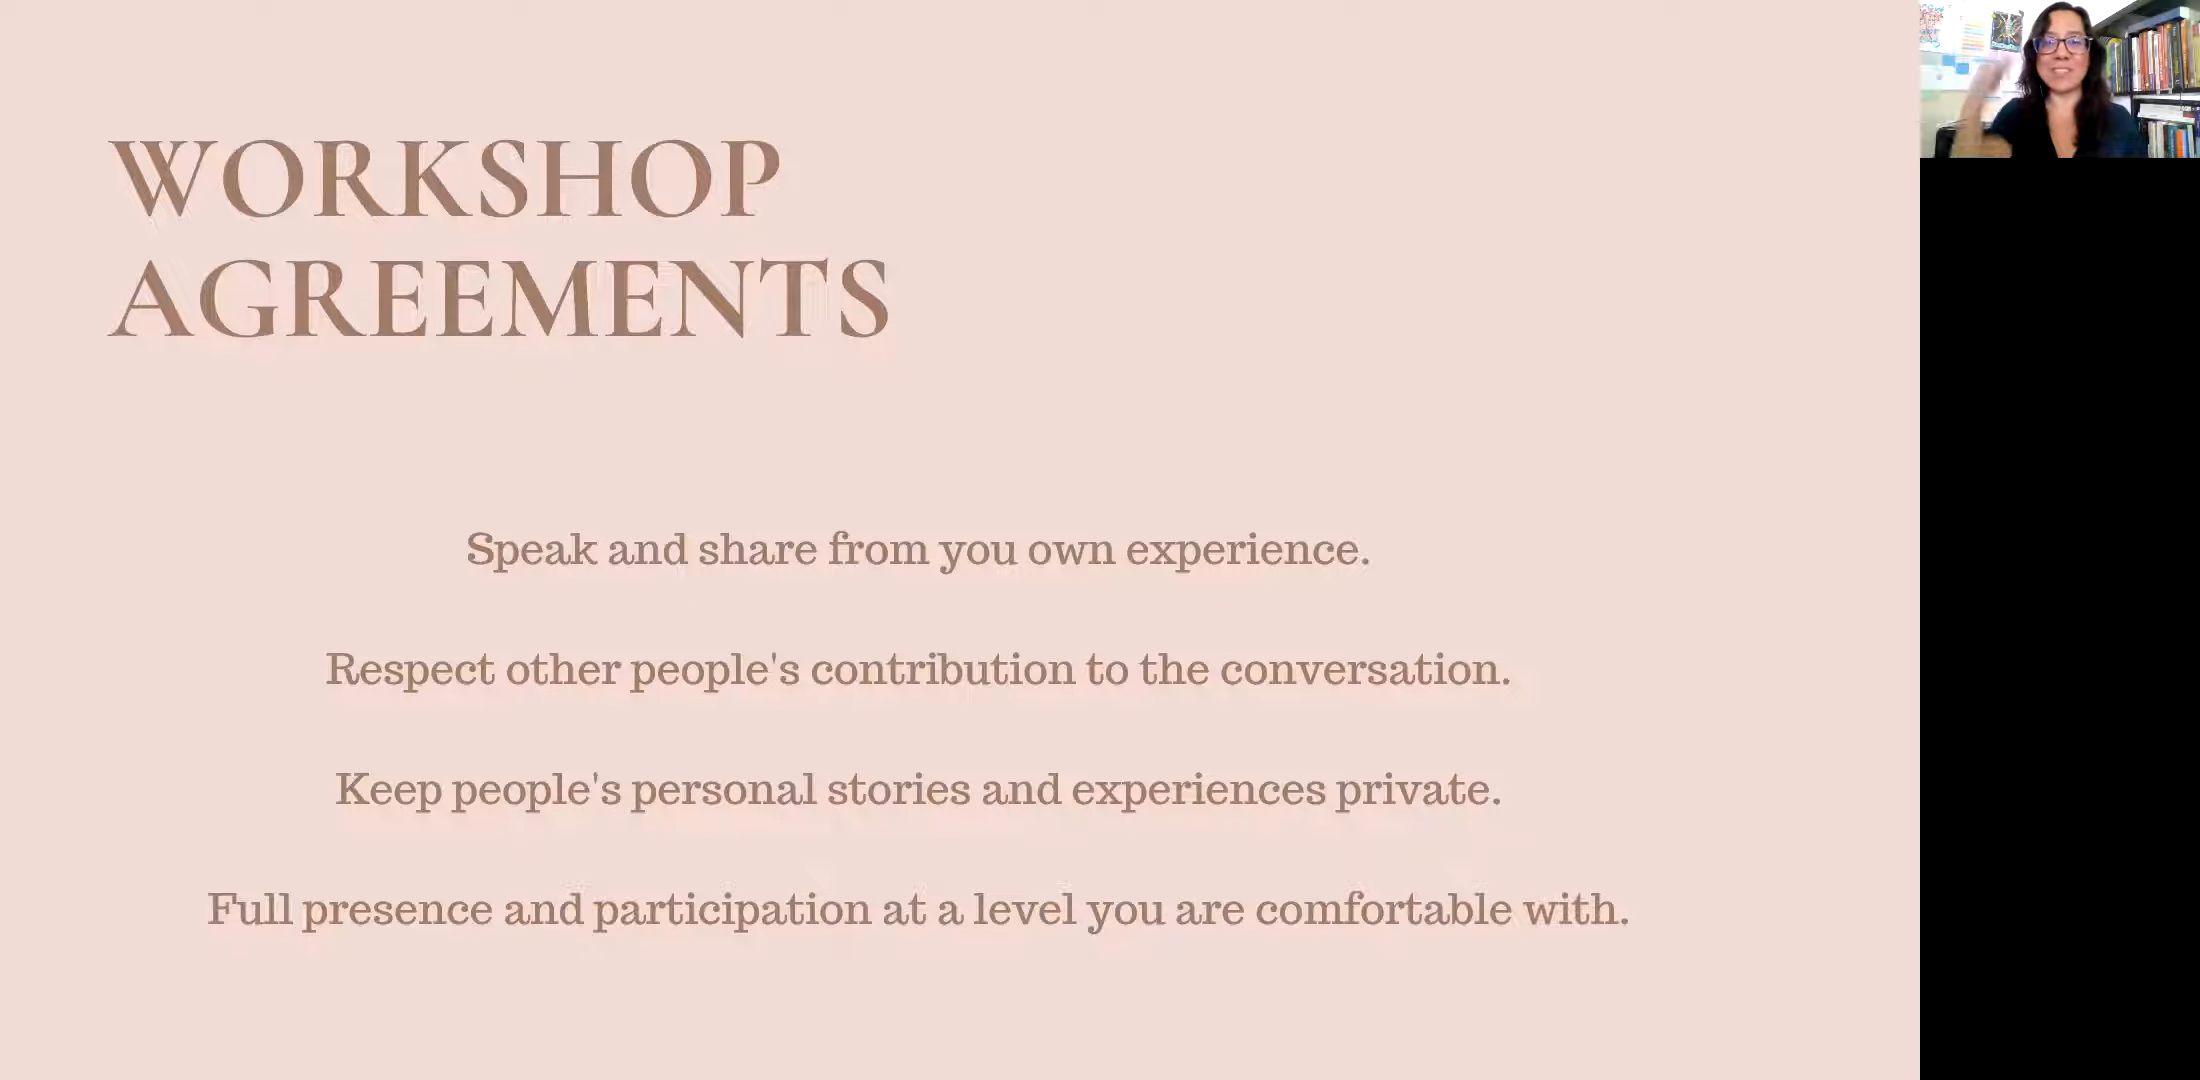 WORKSHOP
AGREEMENTS
Speak and share from you own experience.
Respect other people's contribution to the conversation.
Keep people's personal stories and experiences private.
Full presence and participation at a level you are comfortable with.